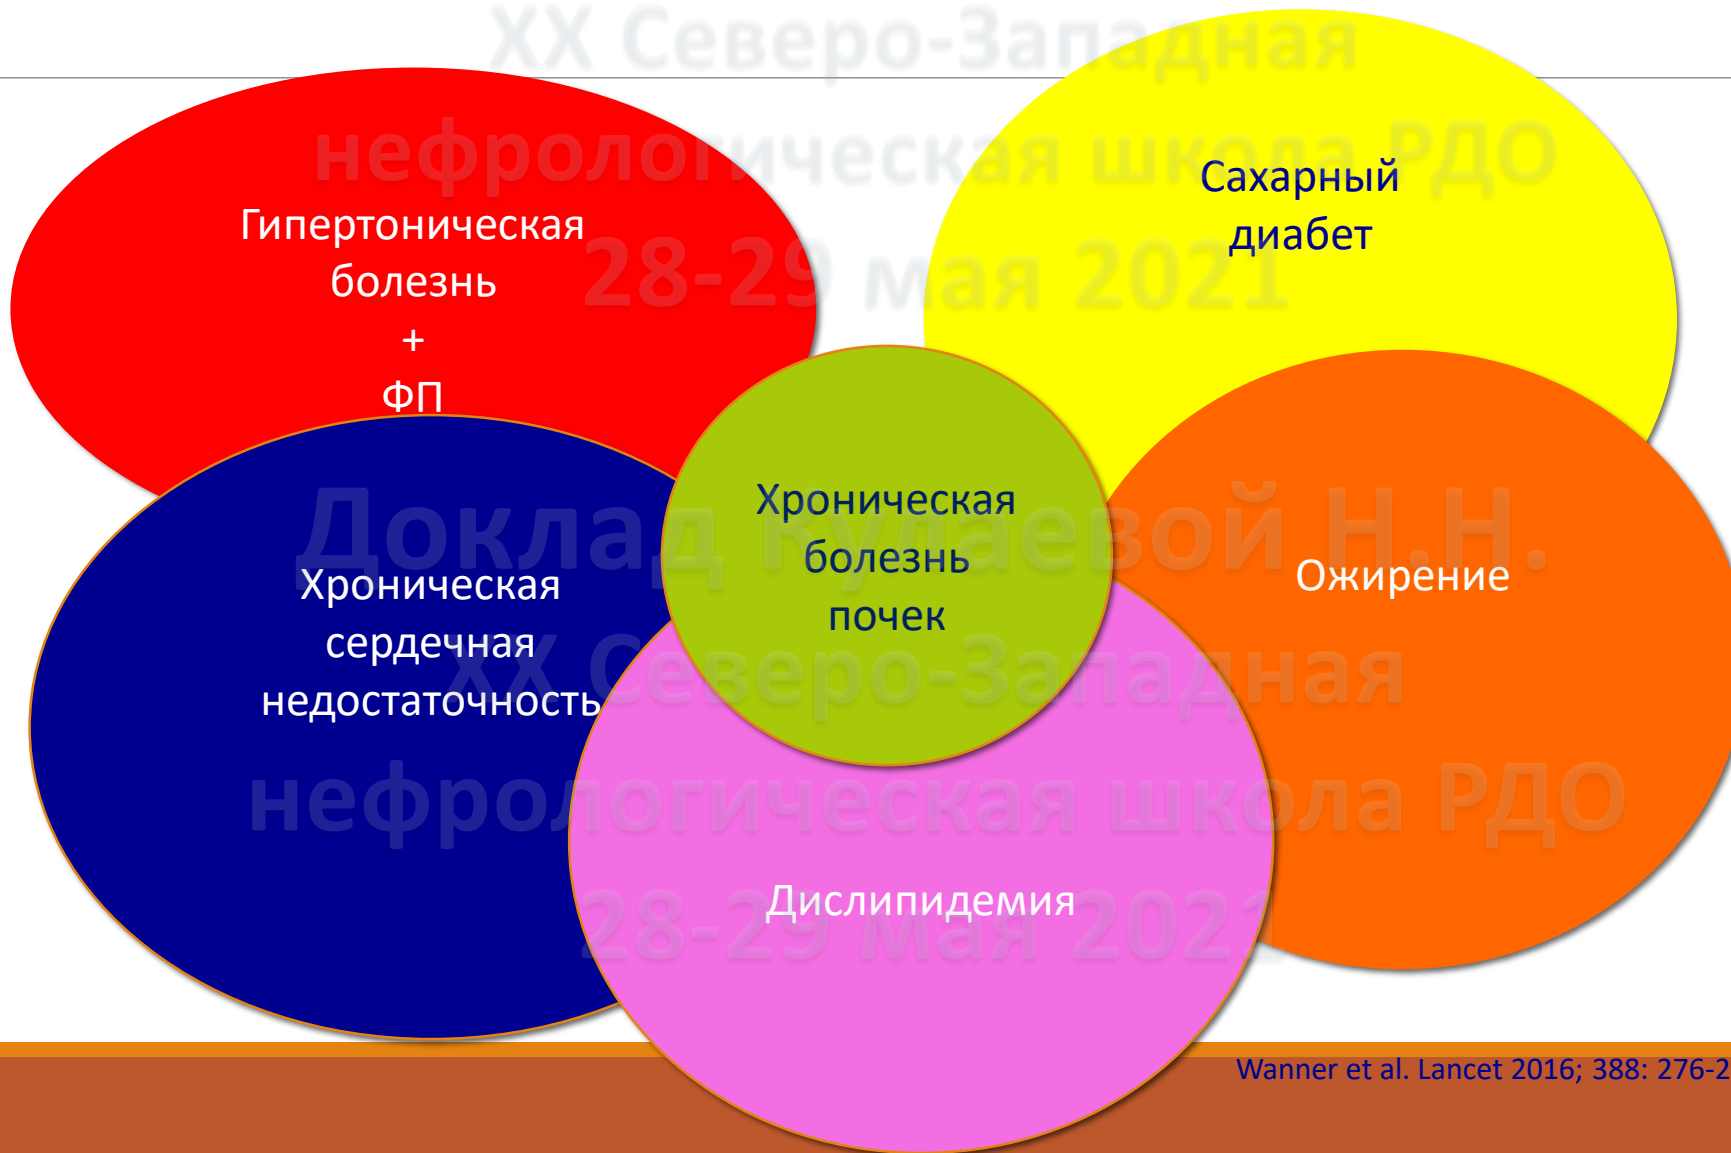 XX Северо-Западная
нефрологическая школа РДО
28-29 мая 2021
Гипертоническая
болезнь
+
ФП
Сахарный
диабет
Хроническая
болезнь
почек
Ожирение
Хроническая
сердечная
недостаточность
Дислипидемия
Доклад Кулаевой Н.Н.
XX Северо-Западная
нефрологическая школа РДО
28-29 мая 2021
Wanner et al. Lancet 2016; 388: 276-2